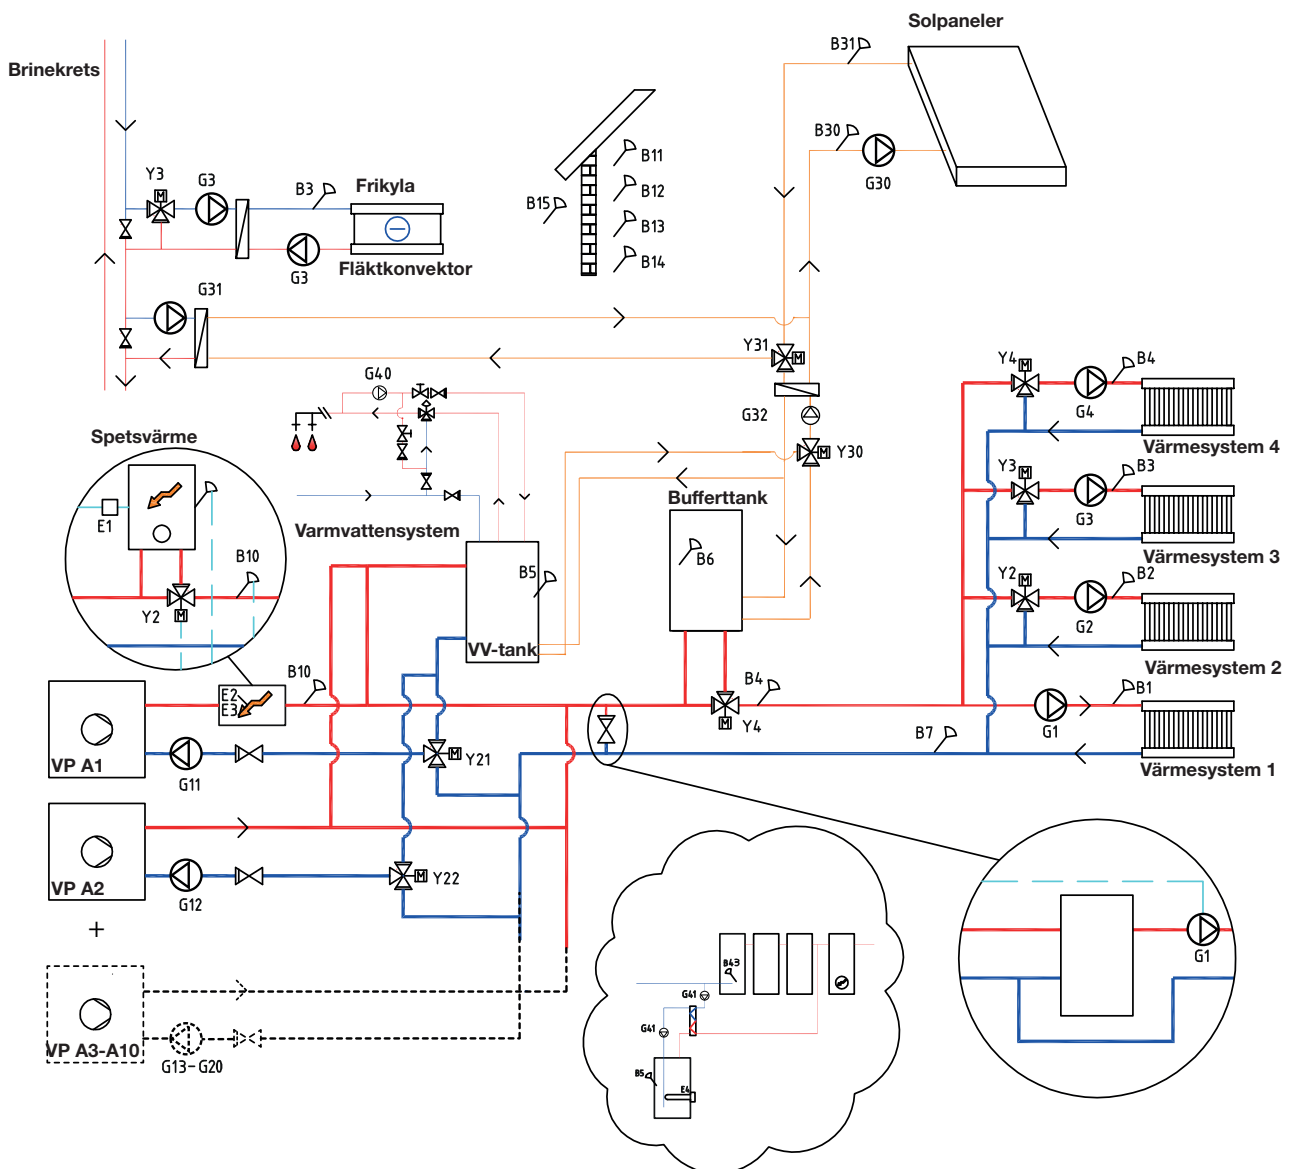 Solpaneler
B31
Brinekrets
B30
G30
B11
Y3
G3
B3
Frikyla
B12
B15
B13
B14
G3
Fläktkonvektor
G31
Y31
Y4
B4
G40
G32
G4
Spetsvärme
Y30
Värmesystem 4
Y3
B3
E1
Bufferttank
G3
Varmvattensystem
Värmesystem 3
B10
B6
B5
Y2
B2
Y2
G2
VV-tank
Värmesystem 2
B10
B4
B1
E2
E3
Y4
G1
B7
VP A1
G11
Y21
Värmesystem 1
VP A2
G12
Y22
+
B43
G1
G41
G41
VP A3-A10
G13-G20
B5
E4